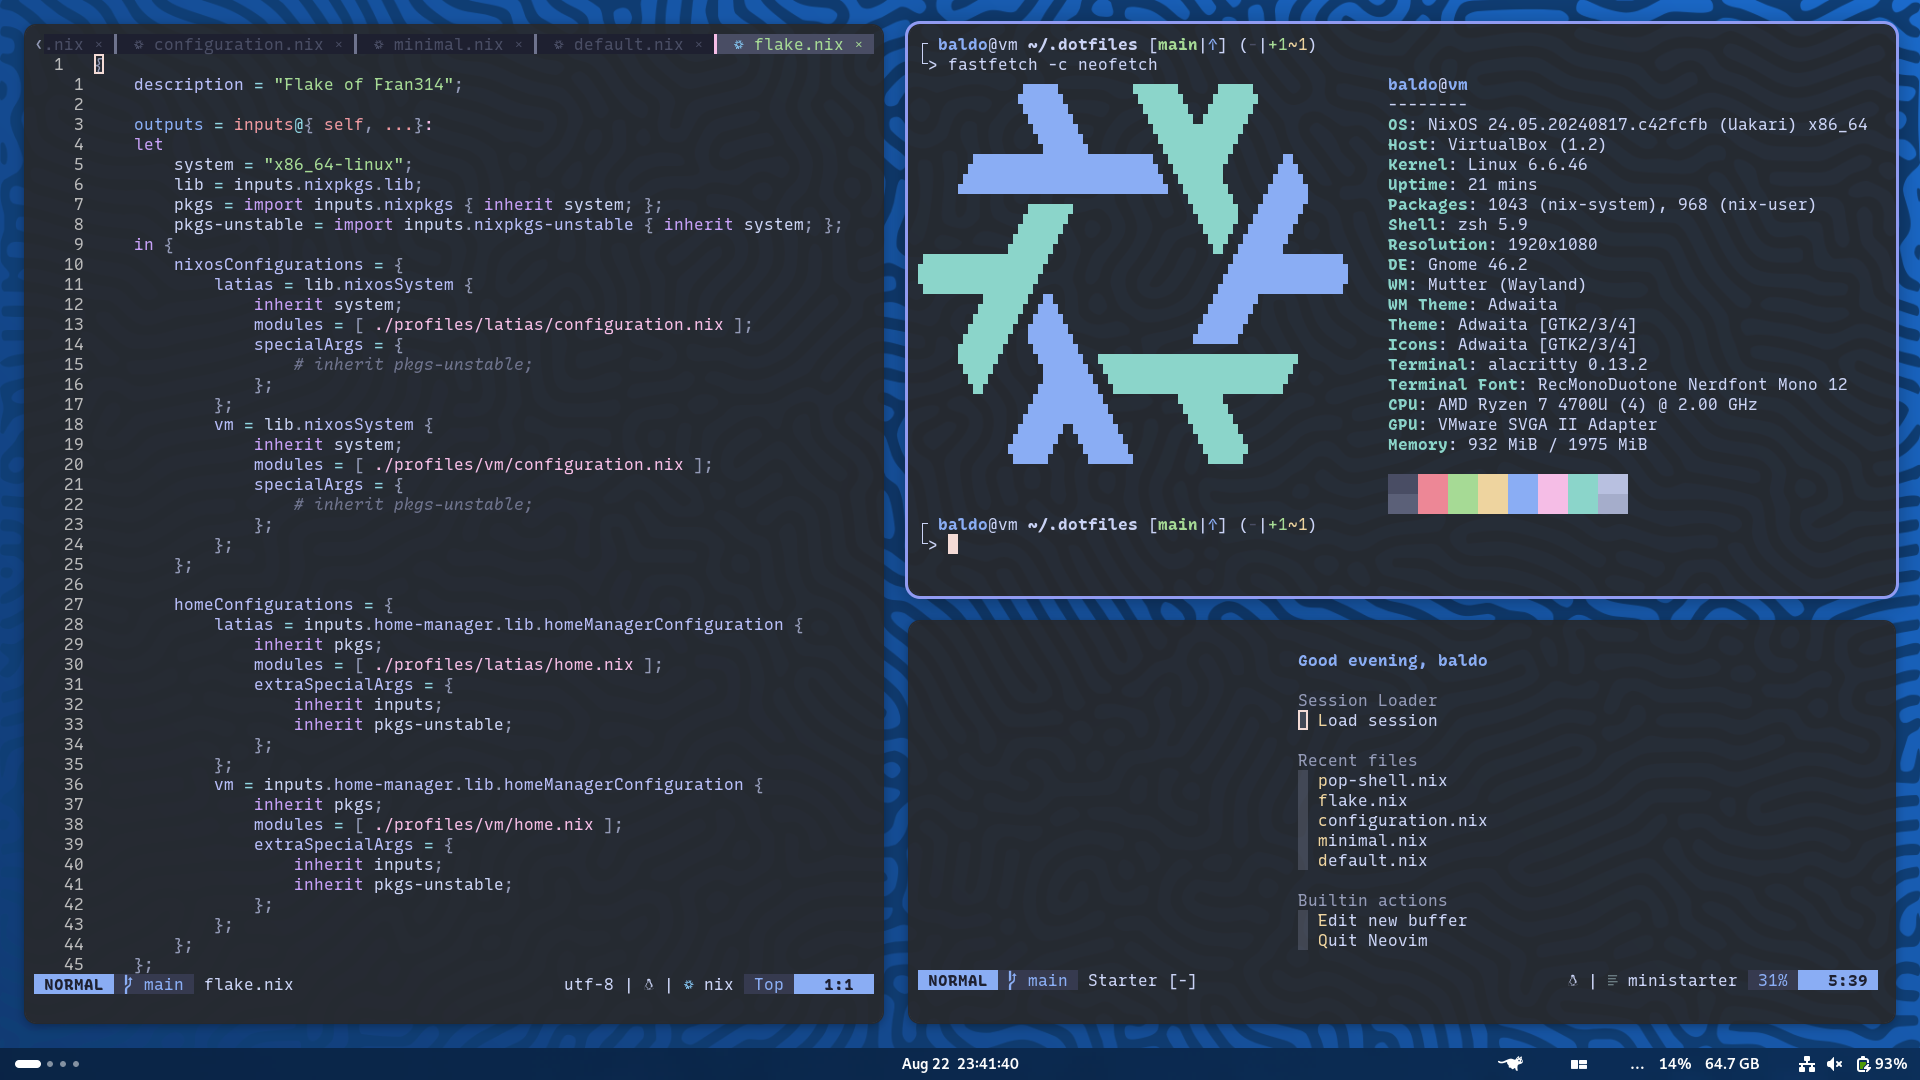 .nix × configuration.nix × minimal.nix × default.nix × flake.nix ×
1 {
1 description = "Flake of Fran314";
2
3 outputs = inputs@{ self, ...}:
4 let
5 system = "x86_64-linux";
6 lib = inputs.nixpkgs.lib;
7 pkgs = import inputs.nixpkgs { inherit system; };
8 pkgs-unstable = import inputs.nixpkgs-unstable { inherit system; };
9 in {
10 nixosConfigurations = {
11 latias = lib.nixosSystem {
12 inherit system;
13 modules = [ ./profiles/latias/configuration.nix ];
14 specialArgs = {
15 # inherit pkgs-unstable;
16 };
17 };
18 vm = lib.nixosSystem {
19 inherit system;
20 modules = [ ./profiles/vm/configuration.nix ];
21 specialArgs = {
22 # inherit pkgs-unstable;
23 };
24 };
25 };
26
27 homeConfigurations = {
28 latias = inputs.home-manager.lib.homeManagerConfiguration {
29 inherit pkgs;
30 modules = [ ./profiles/latias/home.nix ];
31 extraSpecialArgs = {
32 inherit inputs;
33 inherit pkgs-unstable;
34 };
35 };
36 vm = inputs.home-manager.lib.homeManagerConfiguration {
37 inherit pkgs;
38 modules = [ ./profiles/vm/home.nix ];
39 extraSpecialArgs = {
40 inherit inputs;
41 inherit pkgs-unstable;
42 };
43 };
44 };
45 };
NORMAL main flake.nix utf-8 | | nix Top 1:1
baldo@vm ~/.dotfiles [main|↑] (-|+1~1)
> fastfetch -c neofetch
baldo@vm
--------
OS: NixOS 24.05.20240817.c42fcfb (Uakari) x86_64
Host: VirtualBox (1.2)
Kernel: Linux 6.6.46
Uptime: 21 mins
Packages: 1043 (nix-system), 968 (nix-user)
Shell: zsh 5.9
Resolution: 1920x1080
DE: Gnome 46.2
WM: Mutter (Wayland)
WM Theme: Adwaita
Theme: Adwaita [GTK2/3/4]
Icons: Adwaita [GTK2/3/4]
Terminal: alacritty 0.13.2
Terminal Font: RecMonoDuotone Nerdfont Mono 12
CPU: AMD Ryzen 7 4700U (4) @ 2.00 GHz
GPU: VMware SVGA II Adapter
Memory: 932 MiB / 1975 MiB
baldo@vm ~/.dotfiles [main|↑] (-|+1~1)
>
Good evening, baldo
Session Loader
Load session
Recent files
pop-shell.nix
flake.nix
configuration.nix
minimal.nix
default.nix
Builtin actions
Edit new buffer
Quit Neovim
NORMAL main Starter [-] | ministarter 31% 5:39
Aug 22 23:41:40 ... 14% 64.7 GB 93%